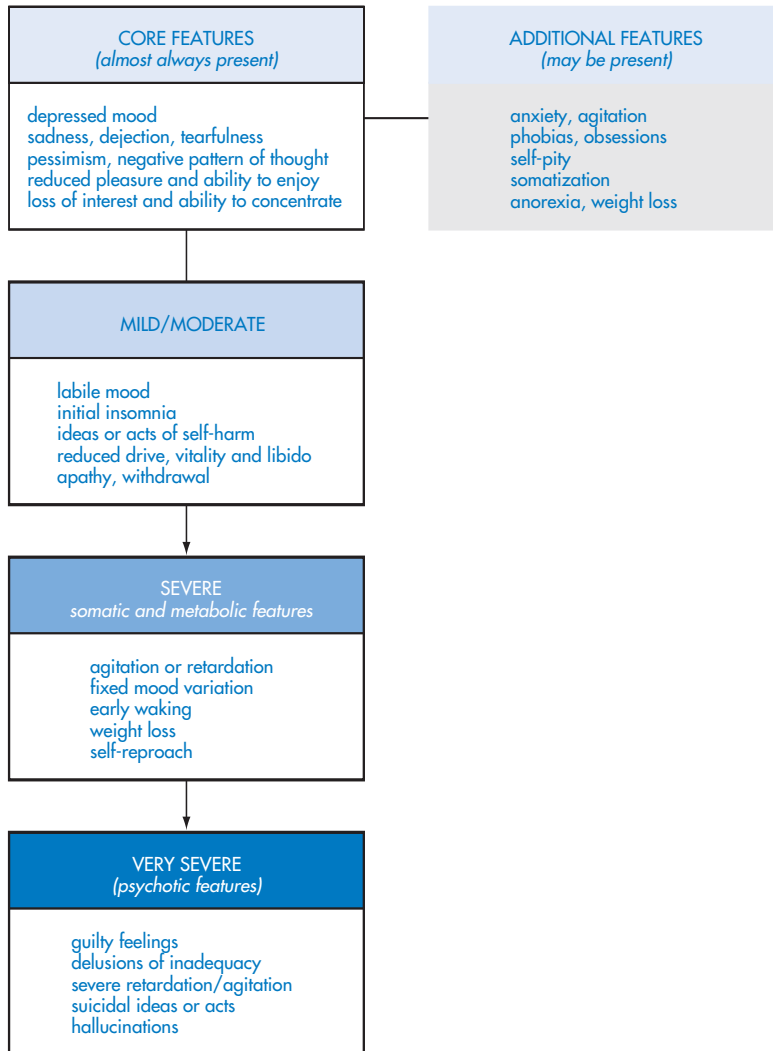 CORE FEATURES
(almost always present)
depressed mood
sadness, dejection, tearfulness
pessimism, negative pattern of thought
reduced pleasure and ability to enjoy
loss of interest and ability to concentrate
ADDITIONAL FEATURES
(may be present)
anxiety, agitation
phobias, obsessions
self-pity
somatization
anorexia, weight loss
MILD/MODERATE
labile mood
initial insomnia
ideas or acts of self-harm
reduced drive, vitality and libido
apathy, withdrawal
SEVERE
somatic and metabolic features
agitation or retardation
fixed mood variation
early waking
weight loss
self-reproach
VERY SEVERE
(psychotic features)
guilty feelings
delusions of inadequacy
severe retardation/agitation
suicidal ideas or acts
hallucinations